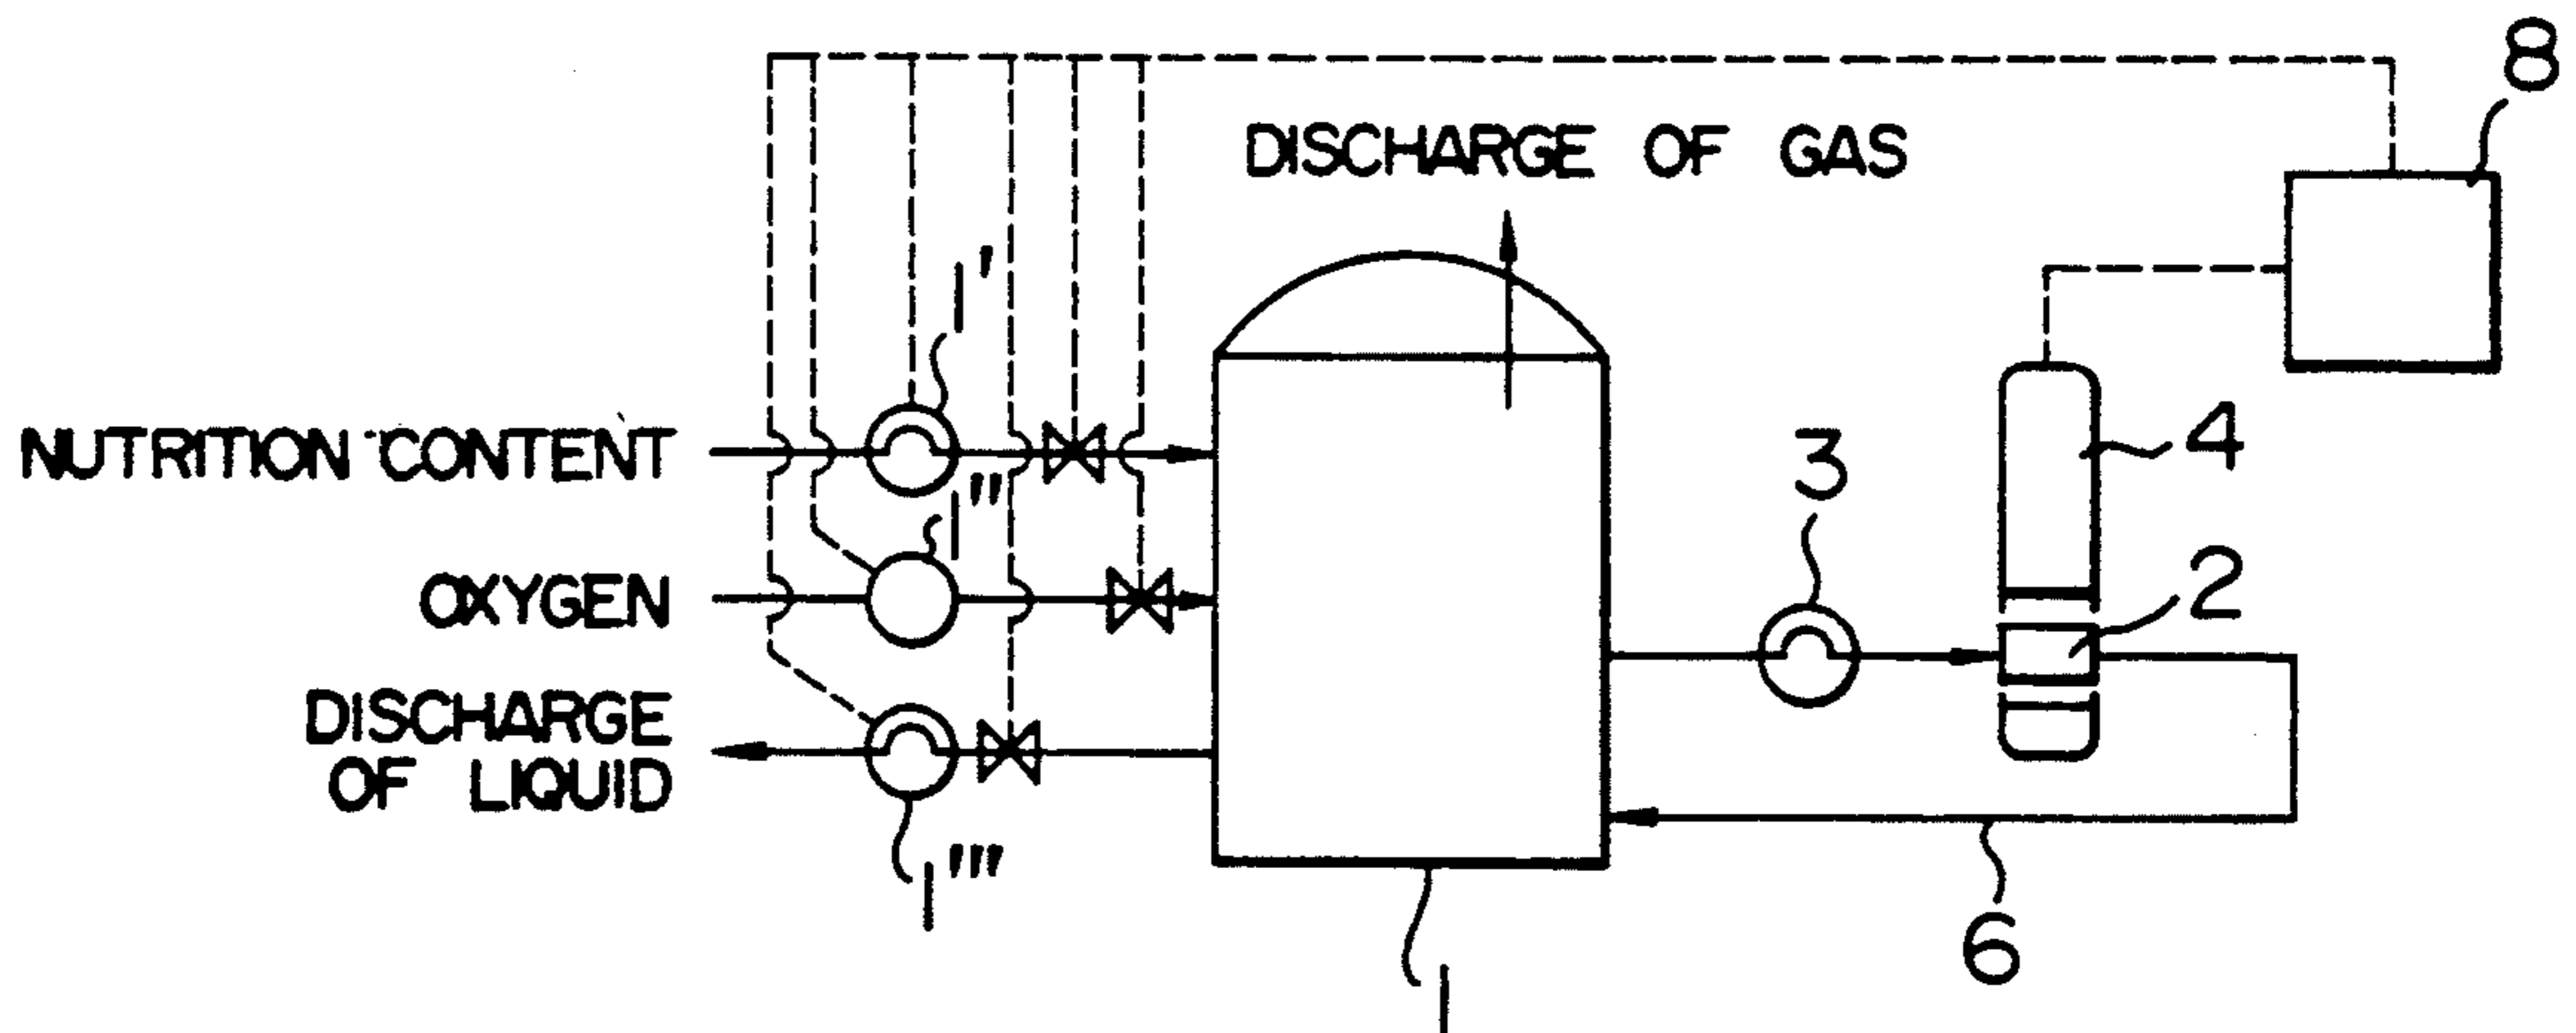 8
DISCHARGE OF GAS
1'
NUTRITION CONTENT
3
4
1"
2
OXYGEN
DISCHARGE
OF LIQUID
1"'
6
1